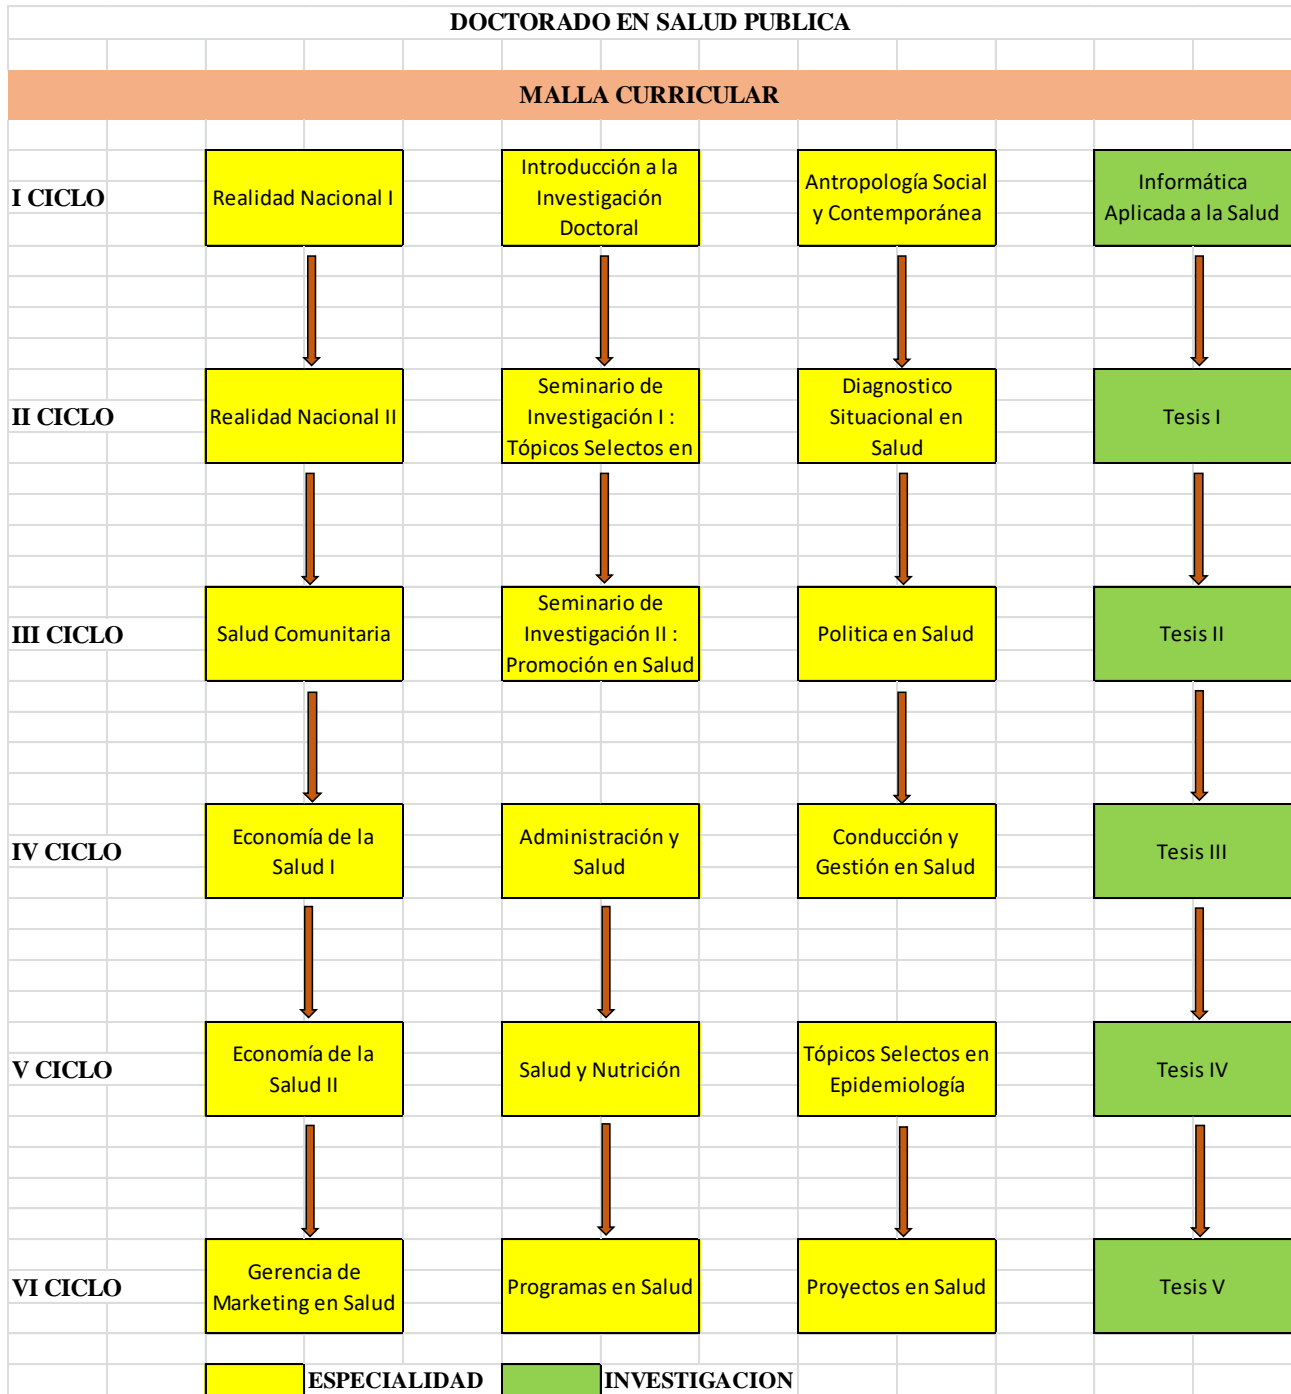 DOCTORADO EN SALUD PUBLICA
MALLA CURRICULAR
I CICLO
Realidad Nacional I
Introducción a la
Investigación
Doctoral
Antropología Social
y Contemporánea
Informática
Aplicada a la Salud
II CICLO
Realidad Nacional II
Seminario de
Investigación I :
Tópicos Selectos en
Diagnostico
Situacional en
Salud
Tesis I
III CICLO
Salud Comunitaria
Seminario de
Investigación II :
Promoción en Salud
Politica en Salud
Tesis II
IV CICLO
Economía de la
Salud I
Administración y
Salud
Conducción y
Gestión en Salud
Tesis III
V CICLO
Economía de la
Salud II
Salud y Nutrición
Tópicos Selectos en
Epidemiología
Tesis IV
VI CICLO
Gerencia de
Marketing en Salud
Programas en Salud
Proyectos en Salud
Tesis V
ESPECIALIDAD
INVESTIGACION